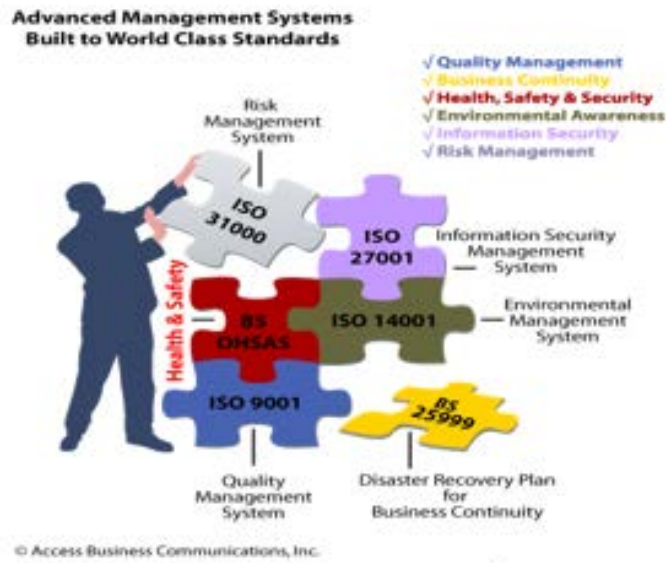 Advanced Management Systems
Built to World Class Standards
√ Quality Management
√ Business Continuity
√ Health, Safety & Security
√ Environmental Awareness
√ Information Security
√ Risk Management
Risk
Management
System
ISO
31000
ISO
27001
Information Security
Management
System
Health & Safety
BS
OHSAS
ISO 14001
Environmental
Management
System
ISO 9001
BS
25999
Quality
Management
System
Disaster Recovery Plan
for
Business Continuity
© Access Business Communications, Inc.